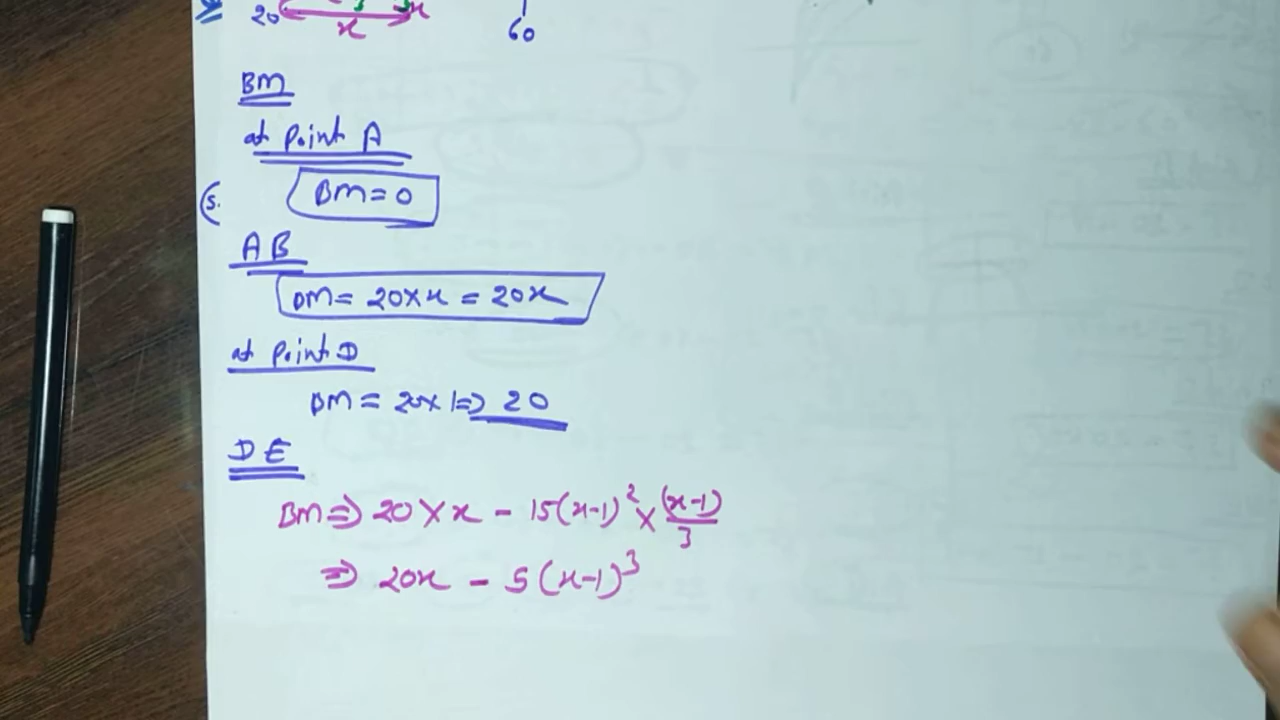 20 x x
60
BM
at point A
(S.
BM = 0
AB
BM = 20×x = 20x
at point D
BM = 20×1 ⇒ 20
DE
BM ⇒ 20 × x - 15(x-1)² × (x-1)/3
⇒ 20x - 5(x-1)³